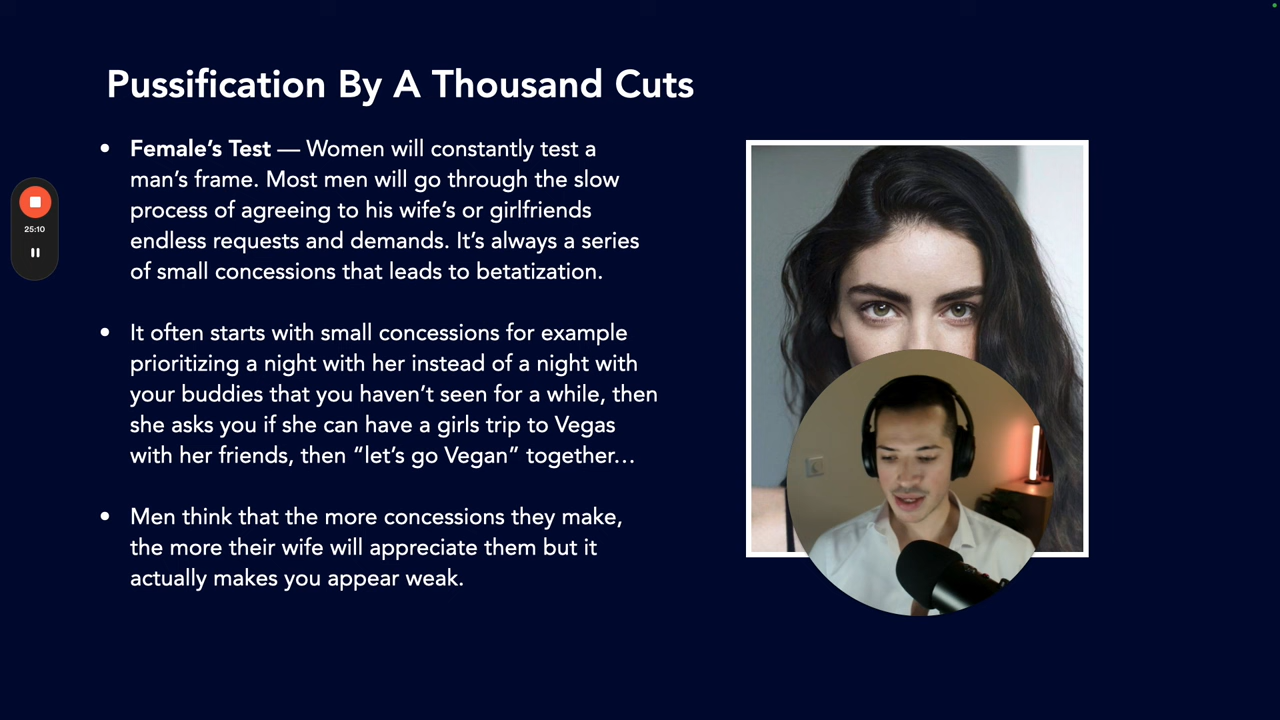 Pussification By A Thousand Cuts
• Female’s Test — Women will constantly test a
man’s frame. Most men will go through the slow
process of agreeing to his wife’s or girlfriends
endless requests and demands. It’s always a series
of small concessions that leads to betatization.
• It often starts with small concessions for example
prioritizing a night with her instead of a night with
your buddies that you haven’t seen for a while, then
she asks you if she can have a girls trip to Vegas
with her friends, then “let’s go Vegan” together…
• Men think that the more concessions they make,
the more their wife will appreciate them but it
actually makes you appear weak.
25:10